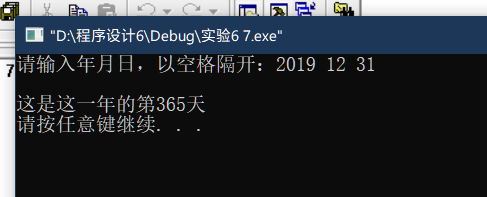 "D:\程序设计6\Debug\实验6 7.exe"
7
请输入年月日，以空格隔开：2019 12 31
这是这一年的第365天
请按任意键继续. . .